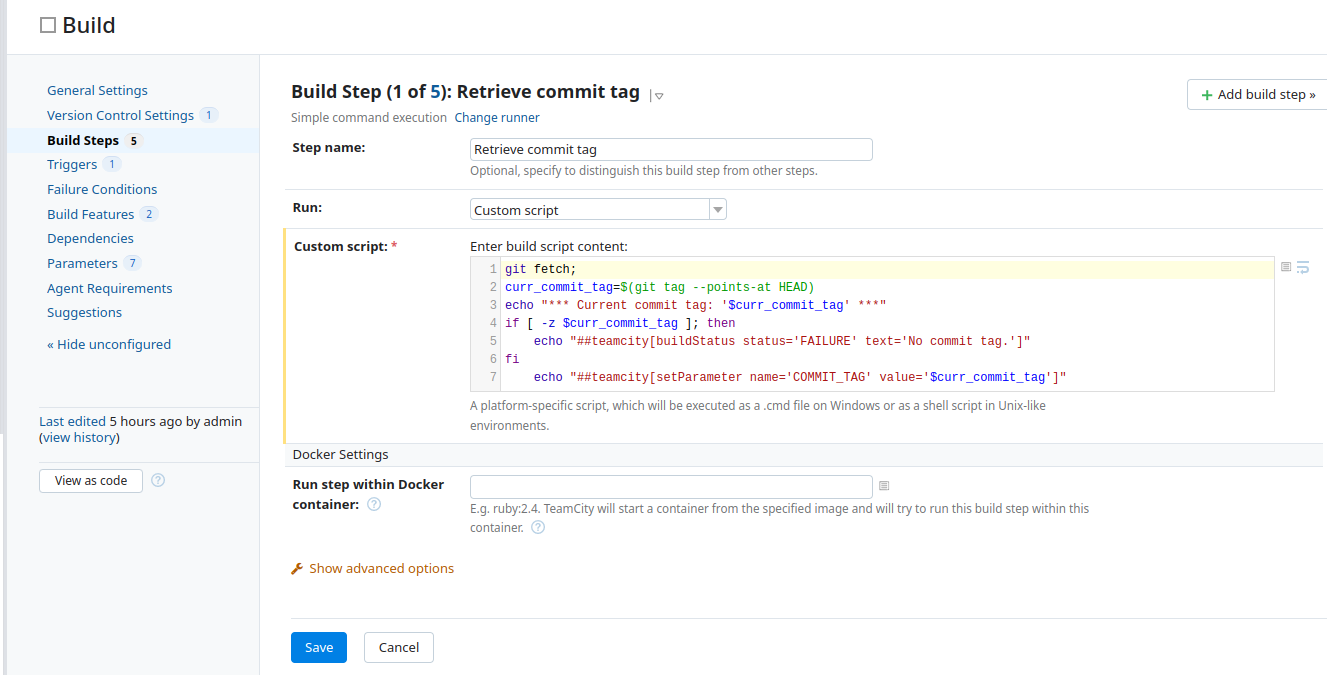 Build
General Settings
Version Control Settings 1
Build Steps 5
Triggers 1
Failure Conditions
Build Features 2
Dependencies
Parameters 7
Agent Requirements
Suggestions
« Hide unconfigured
Last edited 5 hours ago by admin
(view history)
View as code ?
Build Step (1 of 5): Retrieve commit tag
+ Add build step »
Simple command execution Change runner
Step name: Retrieve commit tag
Optional, specify to distinguish this build step from other steps.
Run: Custom script
Custom script: * Enter build script content:
1 git fetch;
2 curr_commit_tag=$(git tag --points-at HEAD)
3 echo "*** Current commit tag: '$curr_commit_tag' ***"
4 if [ -z $curr_commit_tag ]; then
5     echo "##teamcity[buildStatus status='FAILURE' text='No commit tag.']"
6 fi
7     echo "##teamcity[setParameter name='COMMIT_TAG' value='$curr_commit_tag']"
A platform-specific script, which will be executed as a .cmd file on Windows or as a shell script in Unix-like
environments.
Docker Settings
Run step within Docker
container: ?
E.g. ruby:2.4. TeamCity will start a container from the specified image and will try to run this build step within this
container. ?
Show advanced options
Save Cancel